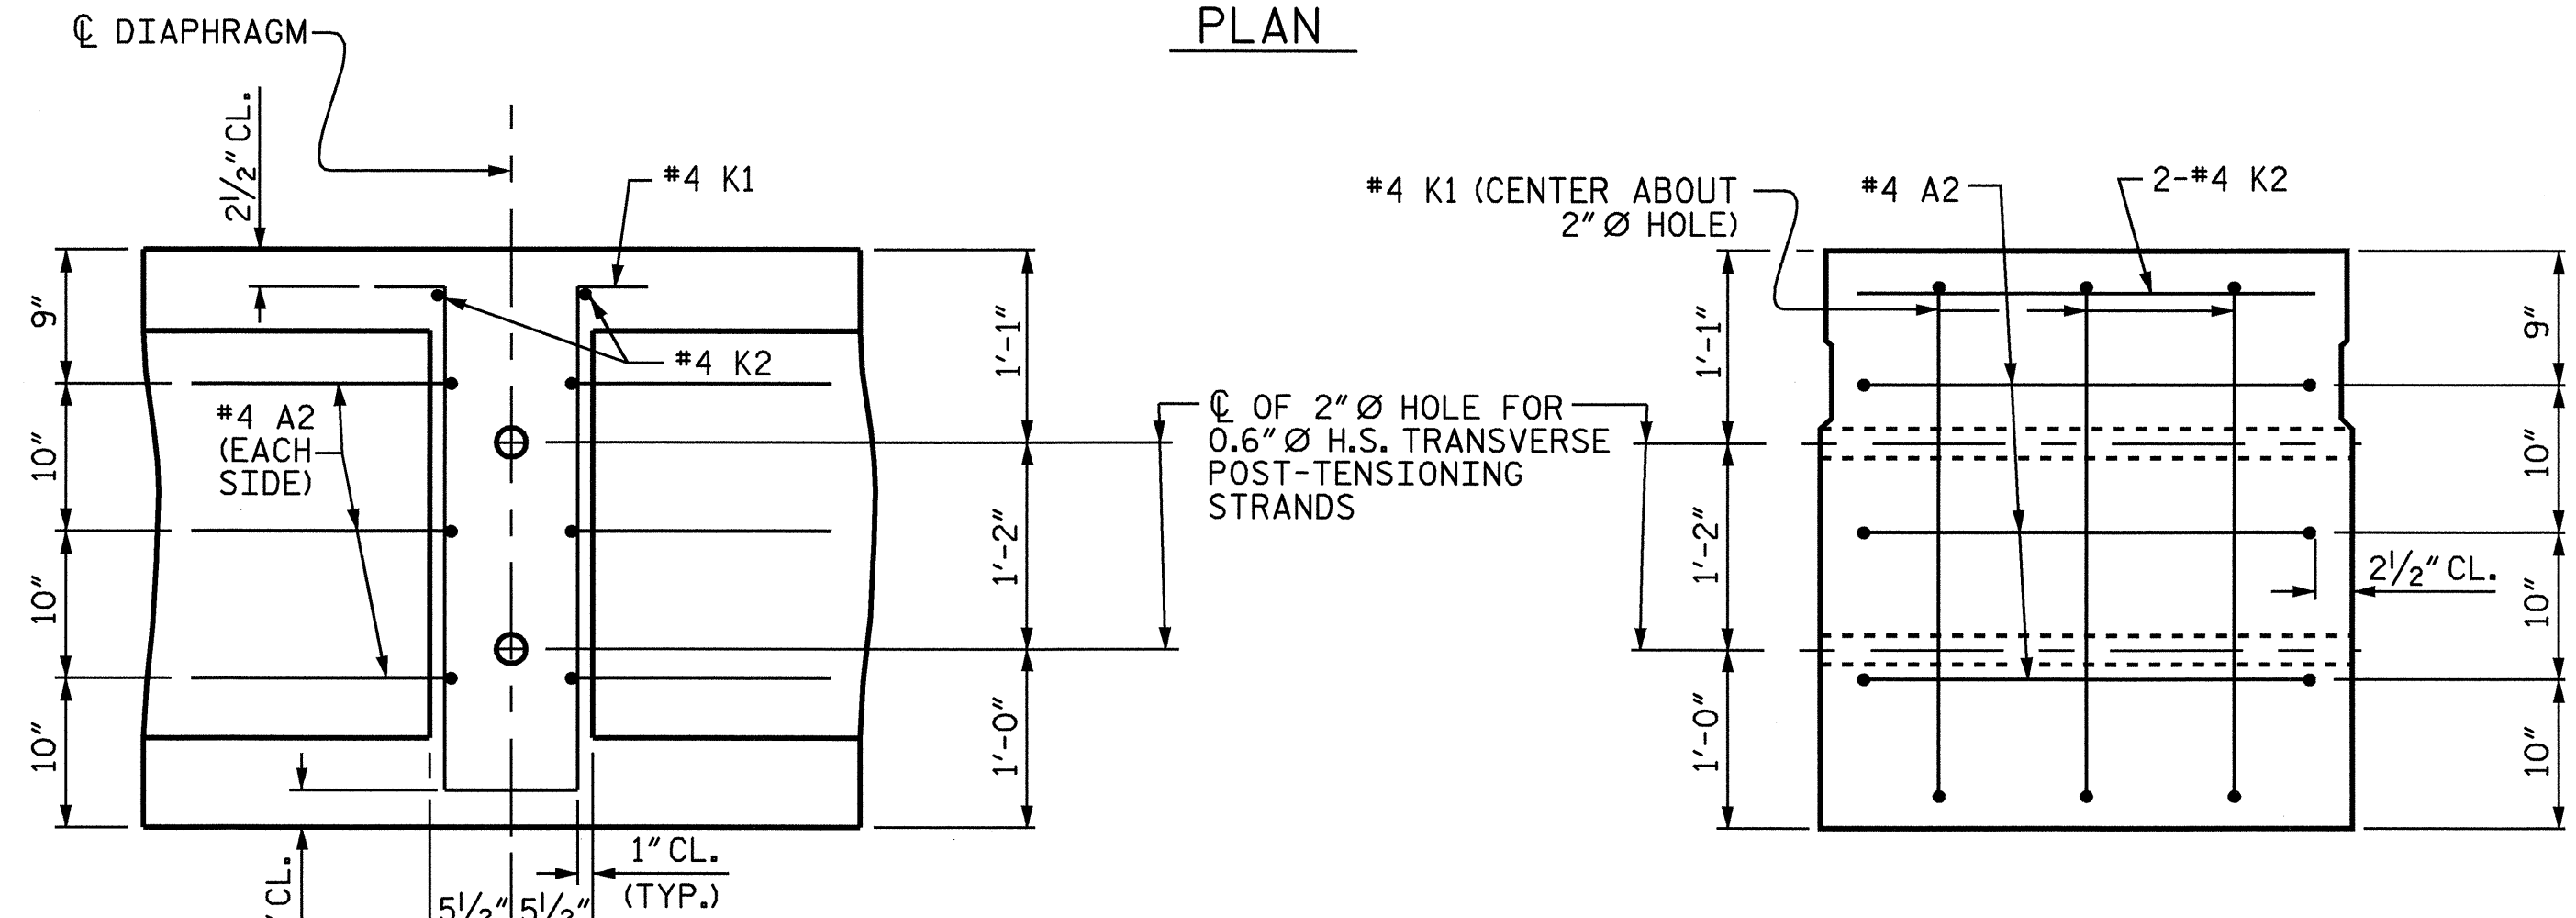 PLAN
℄ DIAPHRAGM
2½" CL.
#4 K1
9"
10"
10"
10"
#4 A2
(EACH
SIDE)
#4 K2
1'-1"
1'-2"
1'-0"
℄ OF 2" Ø HOLE FOR
0.6" Ø H.S. TRANSVERSE
POST-TENSIONING
STRANDS
CL.
5½" 5½"
1" CL.
(TYP.)
#4 K1 (CENTER ABOUT
2" Ø HOLE)
#4 A2
2-#4 K2
1'-1"
1'-2"
1'-0"
2½" CL.
9"
10"
10"
10"